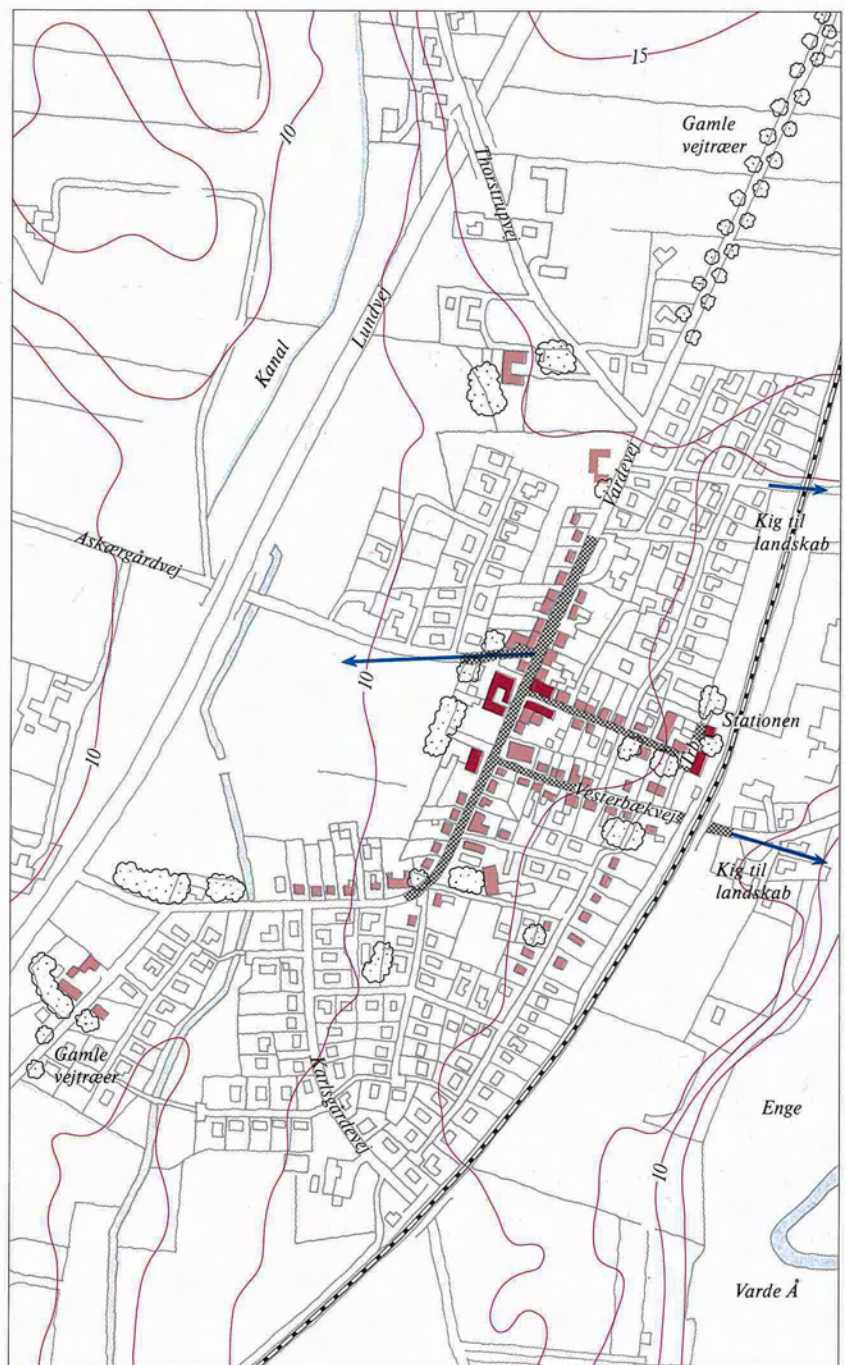 15
Gamle
vejtræer
10
Thorstrupvej
Lundvej
Kanal
Vardevej
Kig til
landskab
Askærgårdvej
10
10
Stationen
Vesterbækvej
Kig til
landskab
Gamle
vejtræer
Karlsgårdevej
Enge
10
Varde Å